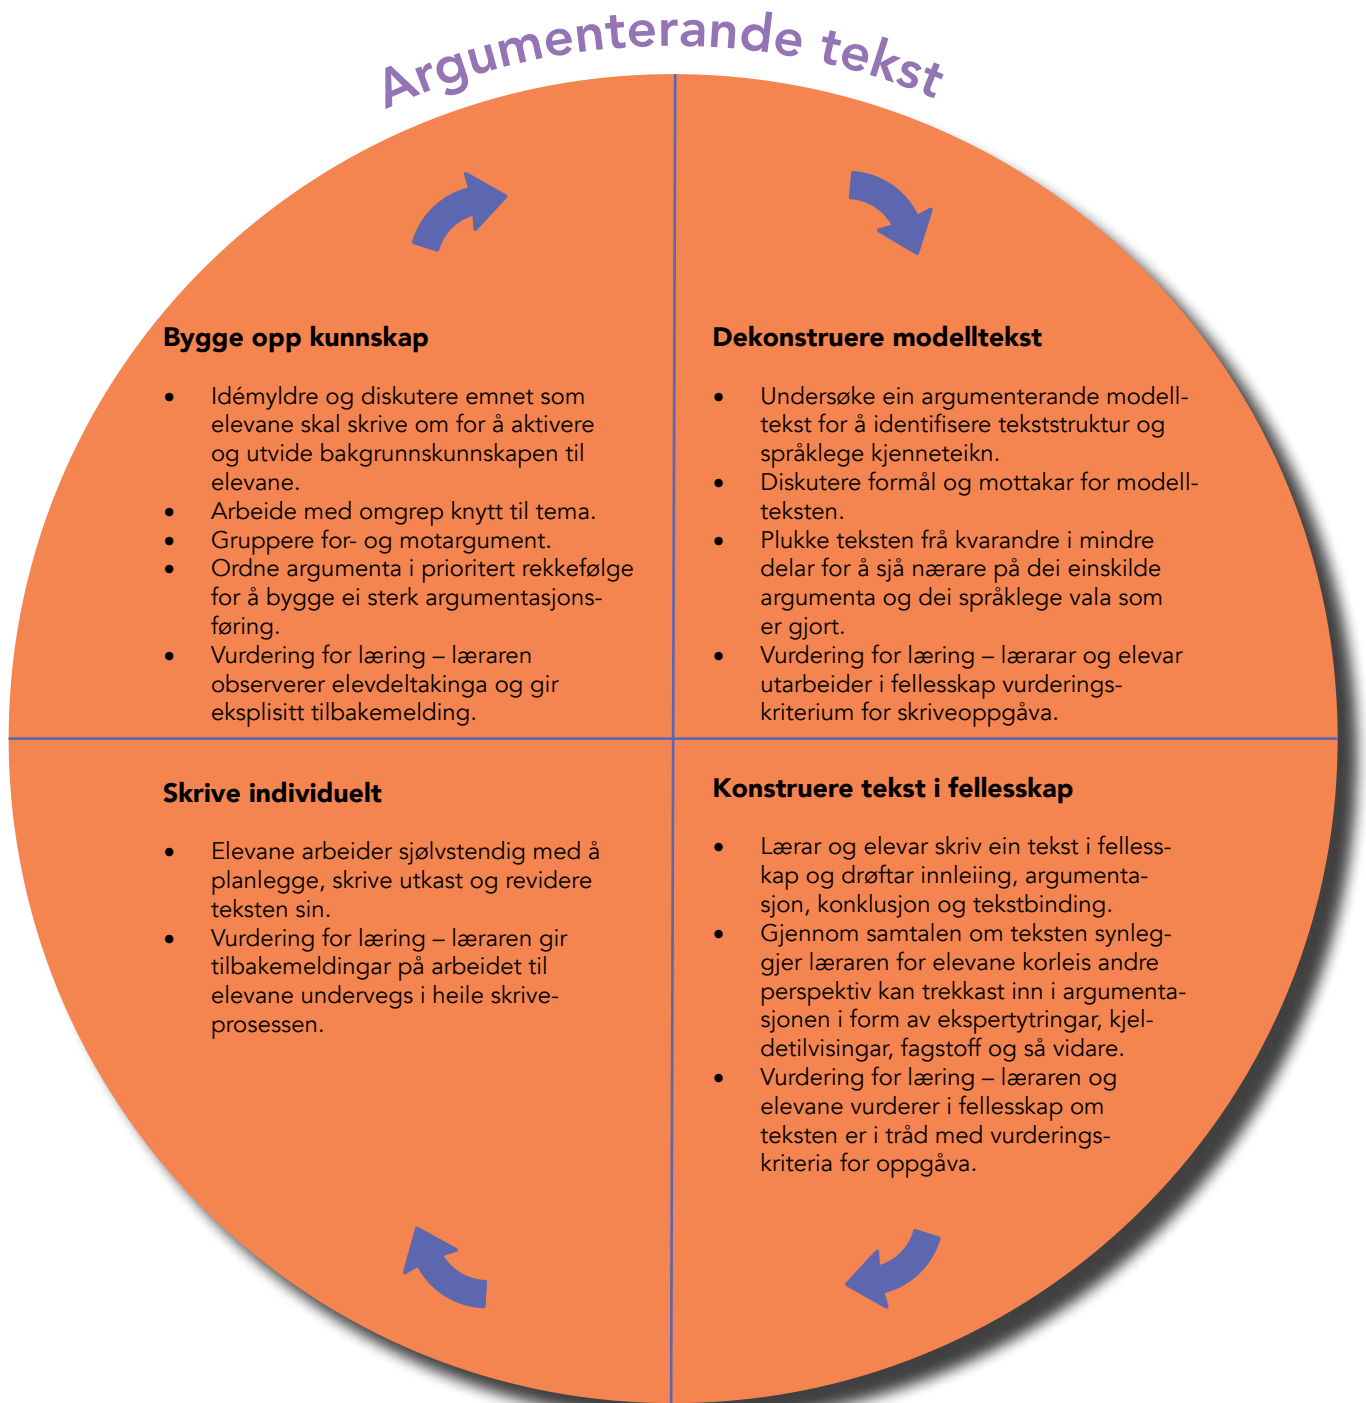 Argumenterande tekst
Bygge opp kunnskap
• Idémyldre og diskutere emnet som
elevane skal skrive om for å aktivere
og utvide bakgrunnskunnskapen til
elevane.
• Arbeide med omgrep knytt til tema.
• Gruppere for- og motargument.
• Ordne argumenta i prioritert rekkefølge
for å bygge ei sterk argumentasjons-
føring.
• Vurdering for læring – læraren
observerer elevdeltakinga og gir
eksplisitt tilbakemelding.
Dekonstruere modelltekst
• Undersøke ein argumenterande modell-
tekst for å identifisere tekststruktur og
språklege kjenneteikn.
• Diskutere formål og mottakar for modell-
teksten.
• Plukke teksten frå kvarandre i mindre
delar for å sjå nærare på dei einskilde
argumenta og dei språklege vala som
er gjort.
• Vurdering for læring – lærarar og elevar
utarbeider i fellesskap vurderings-
kriterium for skriveoppgåva.
Skrive individuelt
• Elevane arbeider sjølvstendig med å
planlegge, skrive utkast og revidere
teksten sin.
• Vurdering for læring – læraren gir
tilbakemeldingar på arbeidet til
elevane undervegs i heile skrive-
prosessen.
Konstruere tekst i fellesskap
• Lærar og elevar skriv ein tekst i felless-
kap og drøftar innleiing, argumenta-
sjon, konklusjon og tekstbinding.
• Gjennom samtalen om teksten synleg-
gjer læraren for elevane korleis andre
perspektiv kan trekkast inn i argumenta-
sjonen i form av ekspertytringar, kjel-
detilvisingar, fagstoff og så vidare.
• Vurdering for læring – læraren og
elevane vurderer i fellesskap om
teksten er i tråd med vurderings-
kriteria for oppgåva.